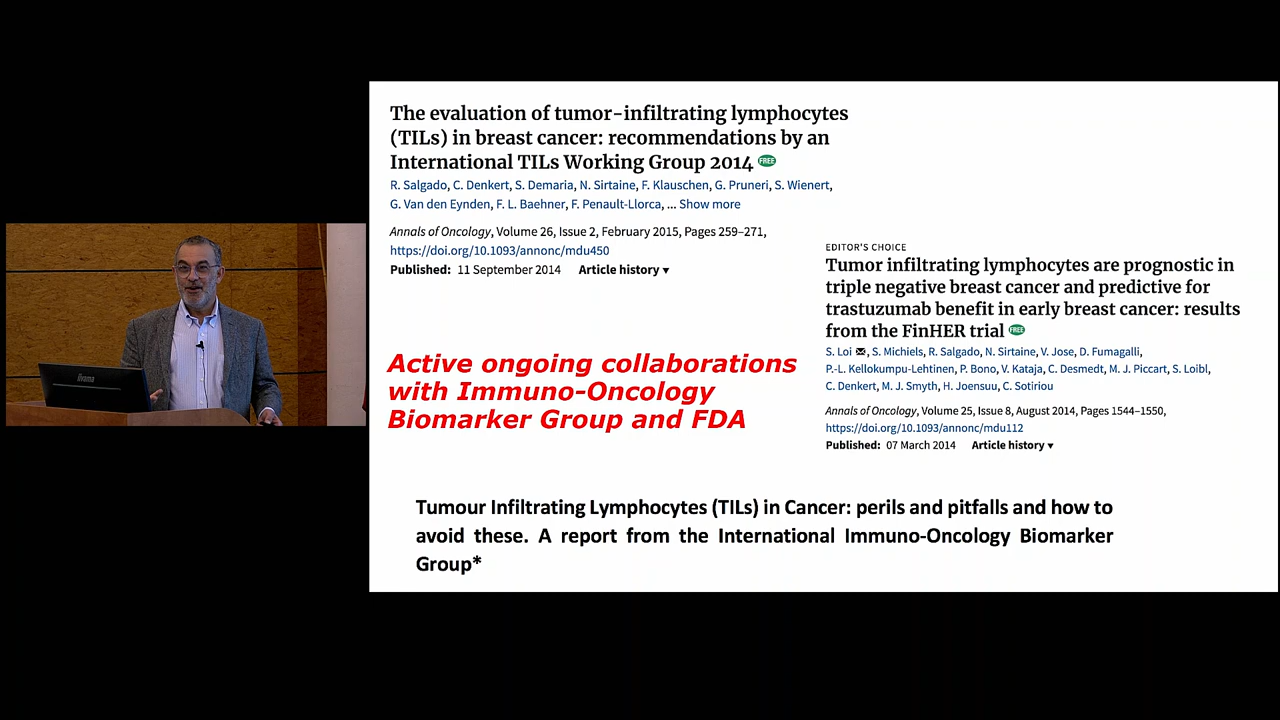 The evaluation of tumor-infiltrating lymphocytes
(TILs) in breast cancer: recommendations by an
International TILs Working Group 2014 FREE
R. Salgado, C. Denkert, S. Demaria, N. Sirtaine, F. Klauschen, G. Pruneri, S. Wienert,
G. Van den Eynden, F. L. Baehner, F. Penault-Llorca, ... Show more
Annals of Oncology, Volume 26, Issue 2, February 2015, Pages 259–271,
https://doi.org/10.1093/annonc/mdu450
Published: 11 September 2014 Article history ▾
EDITOR'S CHOICE
Tumor infiltrating lymphocytes are prognostic in
triple negative breast cancer and predictive for
trastuzumab benefit in early breast cancer: results
from the FinHER trial FREE
S. Loi ✉, S. Michiels, R. Salgado, N. Sirtaine, V. Jose, D. Fumagalli,
P.-L. Kellokumpu-Lehtinen, P. Bono, V. Kataja, C. Desmedt, M. J. Piccart, S. Loibl,
C. Denkert, M. J. Smyth, H. Joensuu, C. Sotiriou
Annals of Oncology, Volume 25, Issue 8, August 2014, Pages 1544–1550,
https://doi.org/10.1093/annonc/mdu112
Published: 07 March 2014 Article history ▾
Active ongoing collaborations
with Immuno-Oncology
Biomarker Group and FDA
Tumour Infiltrating Lymphocytes (TILs) in Cancer: perils and pitfalls and how to
avoid these. A report from the International Immuno-Oncology Biomarker
Group*
iiyama